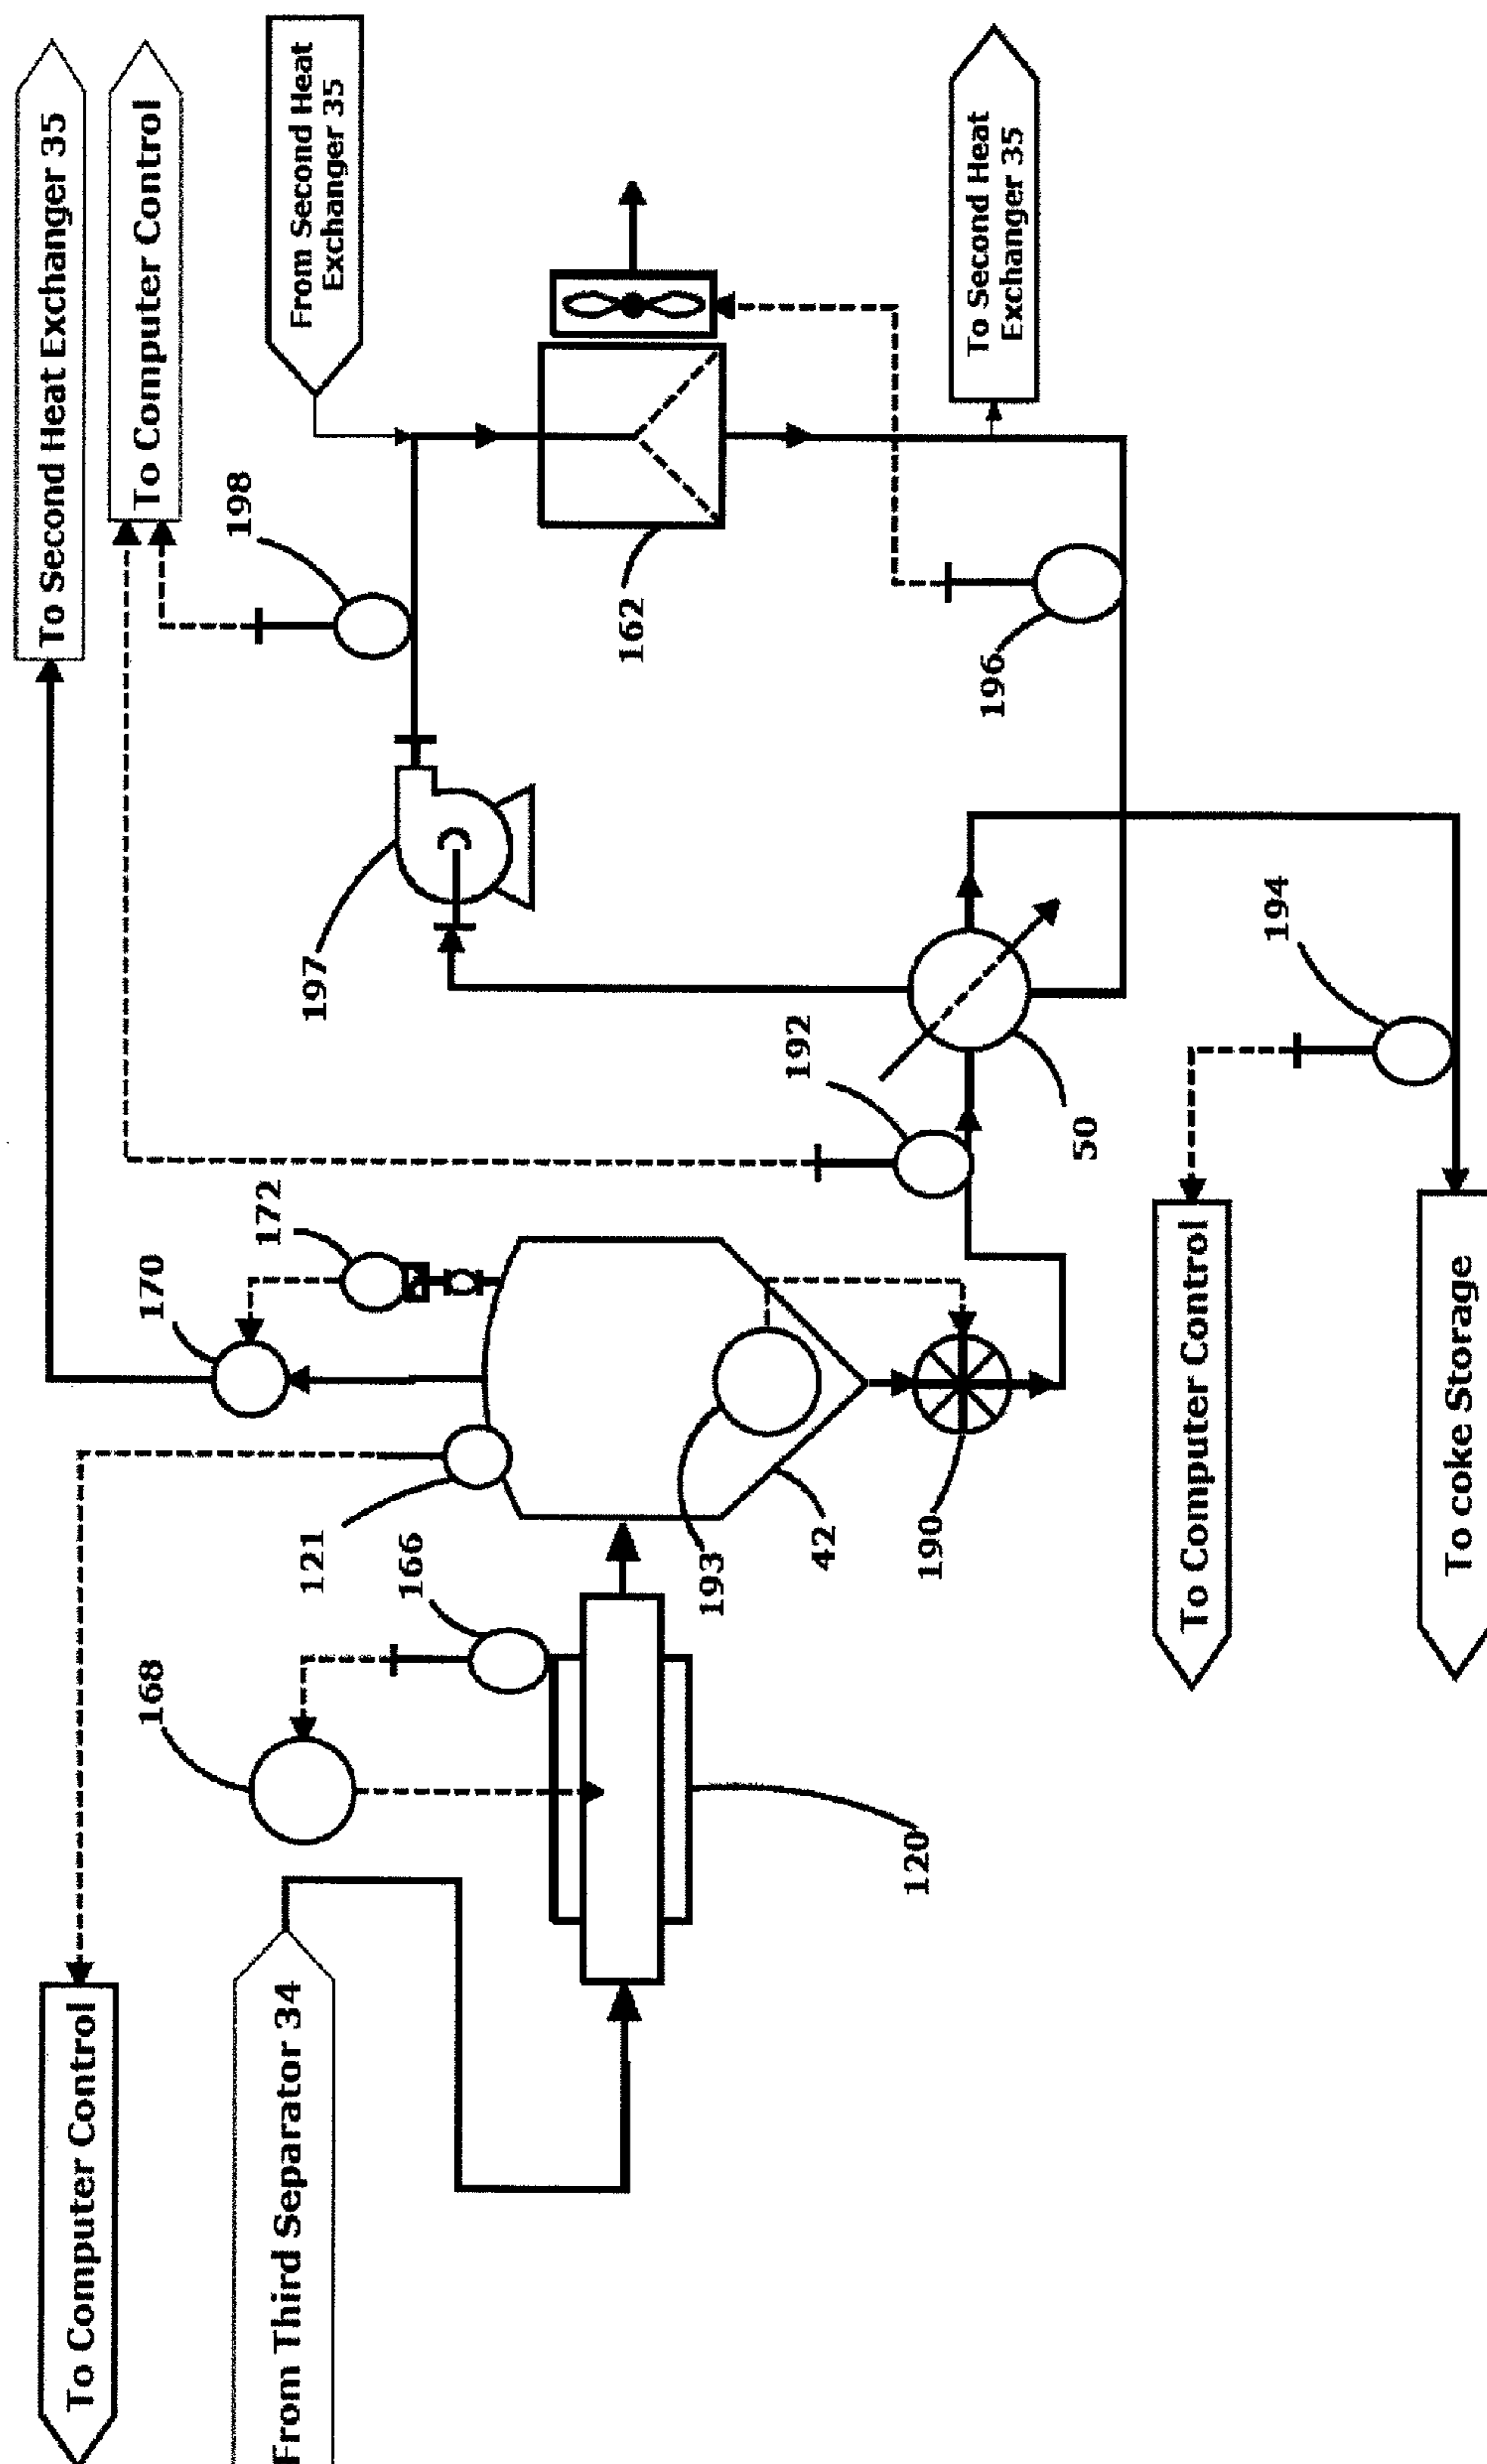 To Second Heat Exchanger 35
To Computer Control
From Second Heat
Exchanger 35
198
197
162
196
To Second Heat
Exchanger 35
192
50
194
172
170
121
166
193
42
190
168
120
To Computer Control
From Third Separator 34
To Computer Control
To coke Storage